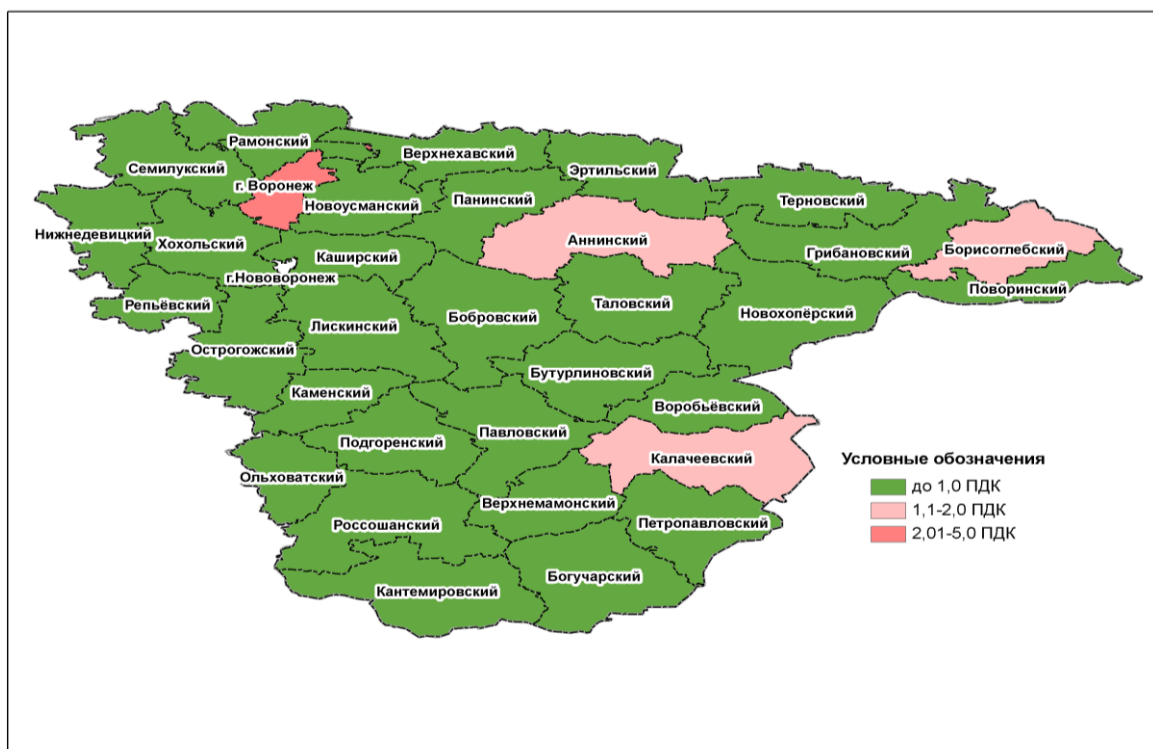 Рамонский
Верхнехавский
Семилукский
Эртильский
г. Воронеж
Панинский
Терновский
Новоусманский
Нижнедевицкий
Хохольский
Аннинский
Борисоглебский
Каширский
Грибановский
г.Нововоронеж
Поворинский
Репьёвский
Таловский
Лискинский
Бобровский
Новохопёрский
Острогожский
Бутурлиновский
Каменский
Воробьёвский
Павловский
Подгоренский
Калачеевский
Условные обозначения
Ольховатский
до 1,0 ПДК
Верхнемамонский
1,1-2,0 ПДК
Россошанский
Петропавловский
2,01-5,0 ПДК
Богучарский
Кантемировский